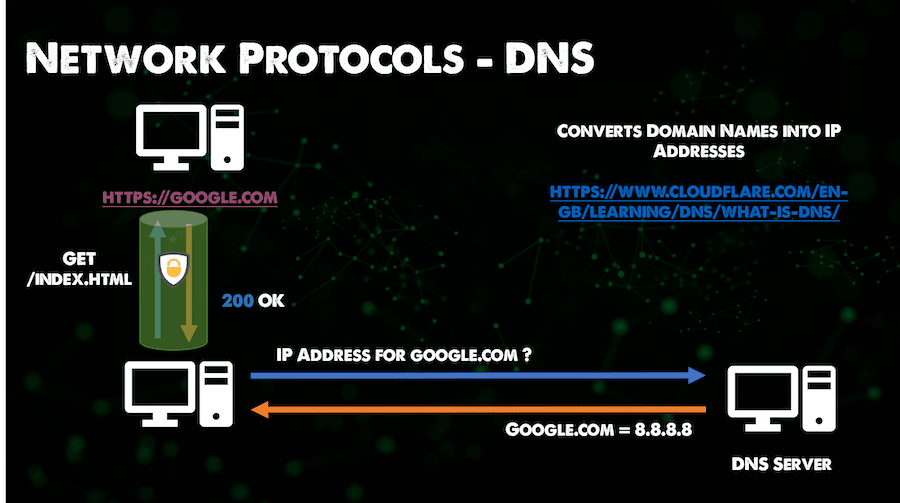 Network Protocols - DNS
Converts Domain Names into IP
Addresses
https://www.cloudflare.com/en-
gb/learning/dns/what-is-dns/
https://google.com
GET
/index.html
200 OK
IP Address for google.com ?
Google.com = 8.8.8.8
DNS Server